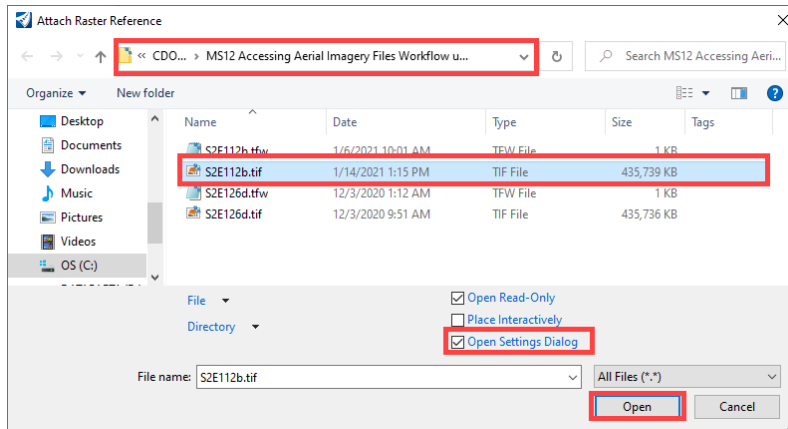 Attach Raster Reference
« CDO... › MS12 Accessing Aerial Imagery Files Workflow u...
Search MS12 Accessing Aeri...
Organize New folder
Desktop
Documents
Downloads
Music
Pictures
Videos
OS (C:)
Name Date Type Size Tags
S2E112b.tfw 1/6/2021 10:01 AM TFW File 1 KB
S2E112b.tif 1/14/2021 1:15 PM TIF File 435,739 KB
S2E126d.tfw 12/3/2020 1:12 AM TFW File 1 KB
S2E126d.tif 12/3/2020 9:51 AM TIF File 435,736 KB
File
Directory
Open Read-Only
Place Interactively
Open Settings Dialog
File name: S2E112b.tif All Files (*.*)
Open Cancel